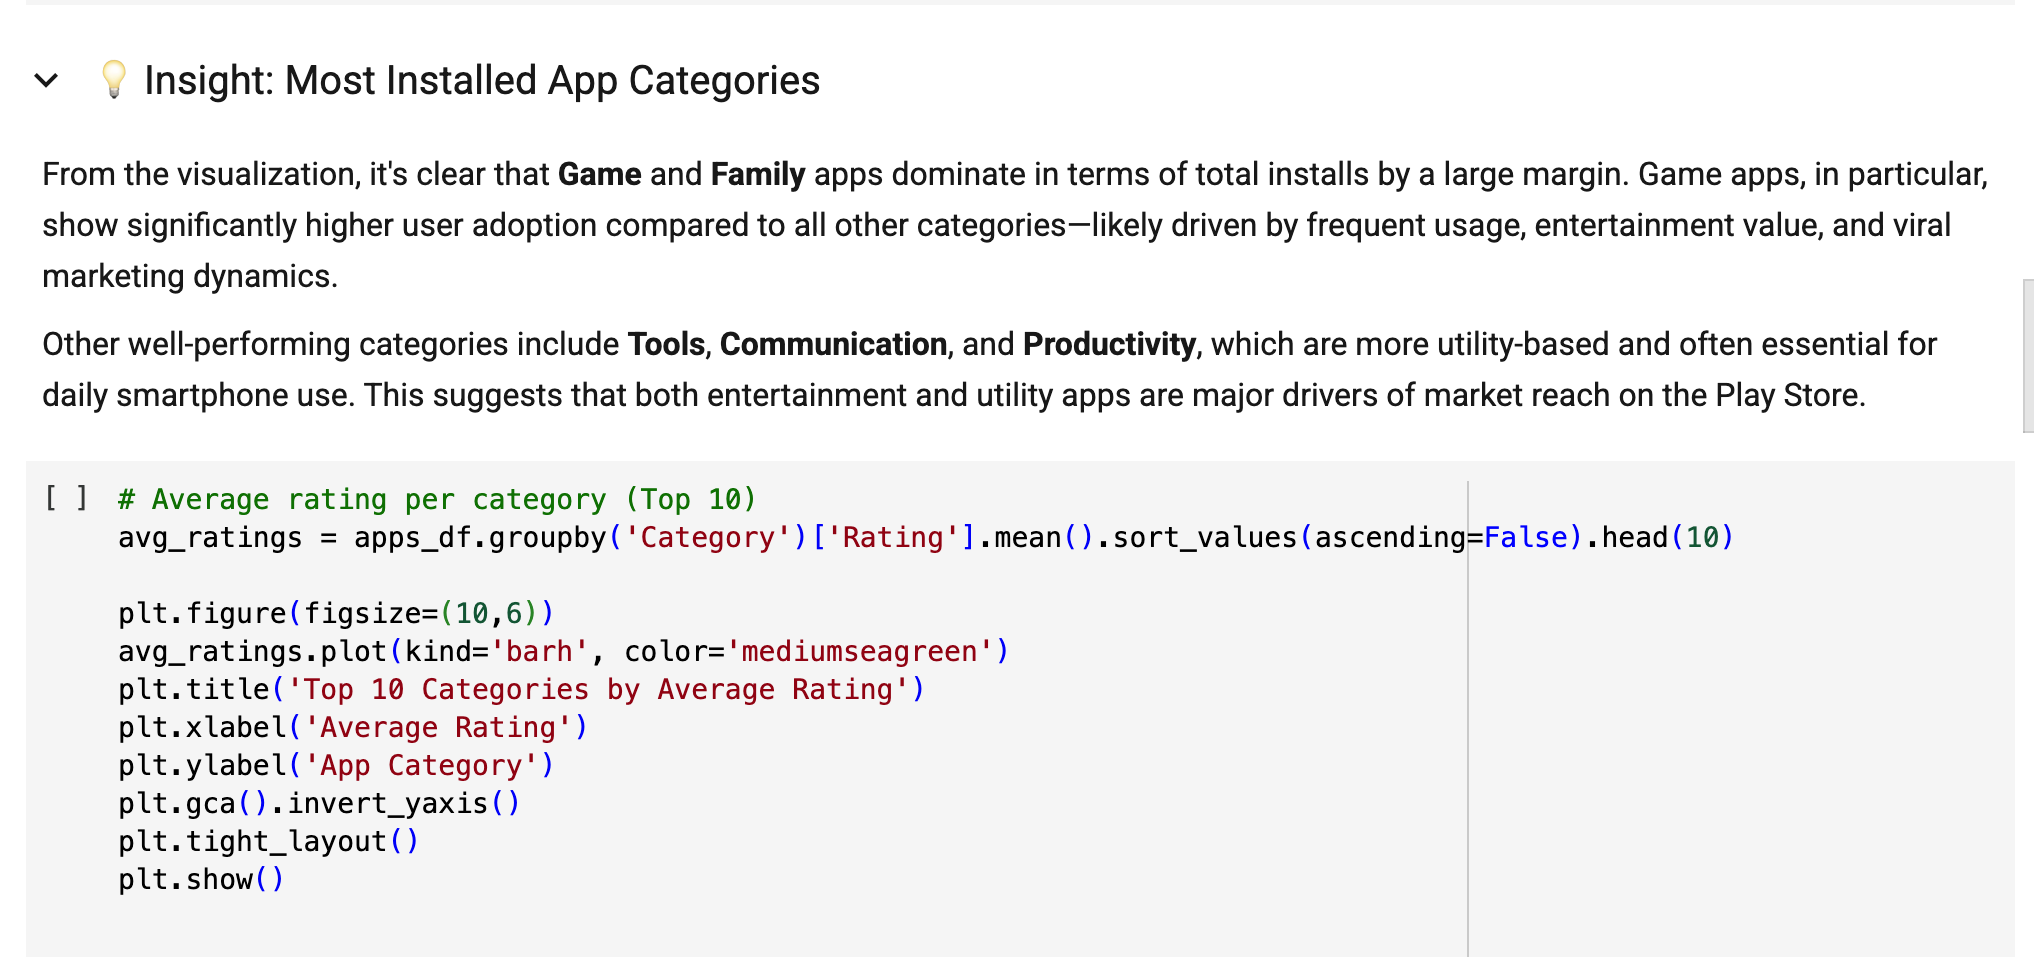 💡 Insight: Most Installed App Categories
From the visualization, it's clear that Game and Family apps dominate in terms of total installs by a large margin. Game apps, in particular,
show significantly higher user adoption compared to all other categories—likely driven by frequent usage, entertainment value, and viral
marketing dynamics.
Other well-performing categories include Tools, Communication, and Productivity, which are more utility-based and often essential for
daily smartphone use. This suggests that both entertainment and utility apps are major drivers of market reach on the Play Store.
[ ] # Average rating per category (Top 10)
avg_ratings = apps_df.groupby('Category')['Rating'].mean().sort_values(ascending=False).head(10)
plt.figure(figsize=(10,6))
avg_ratings.plot(kind='barh', color='mediumseagreen')
plt.title('Top 10 Categories by Average Rating')
plt.xlabel('Average Rating')
plt.ylabel('App Category')
plt.gca().invert_yaxis()
plt.tight_layout()
plt.show()